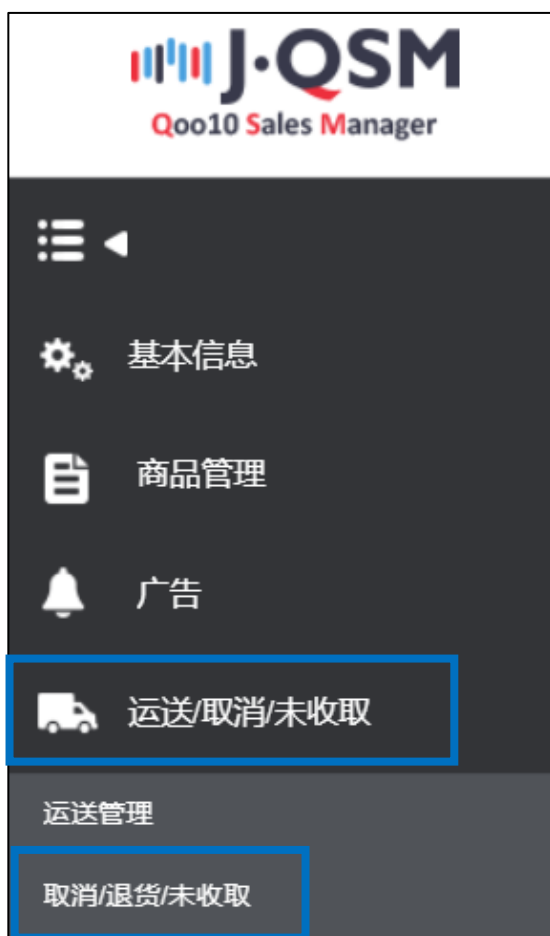 J·QSM
Qoo10 Sales Manager
基本信息
商品管理
广告
运送/取消/未收取
运送管理
取消/退货/未收取